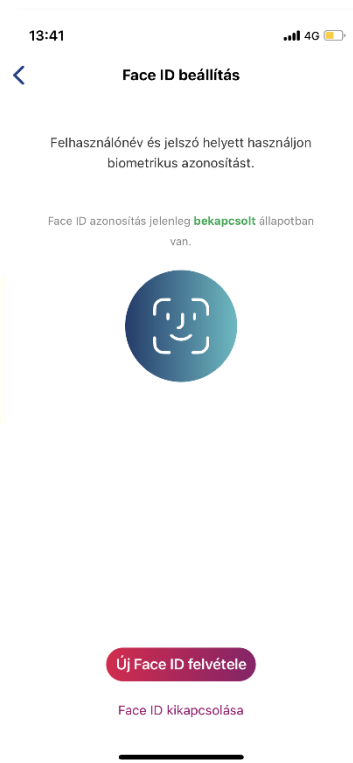 13:41
4G
Face ID beállítás
Felhasználónév és jelszó helyett használjon
biometrikus azonosítást.
Face ID azonosítás jelenleg bekapcsolt állapotban
van.
Új Face ID felvétele
Face ID kikapcsolása